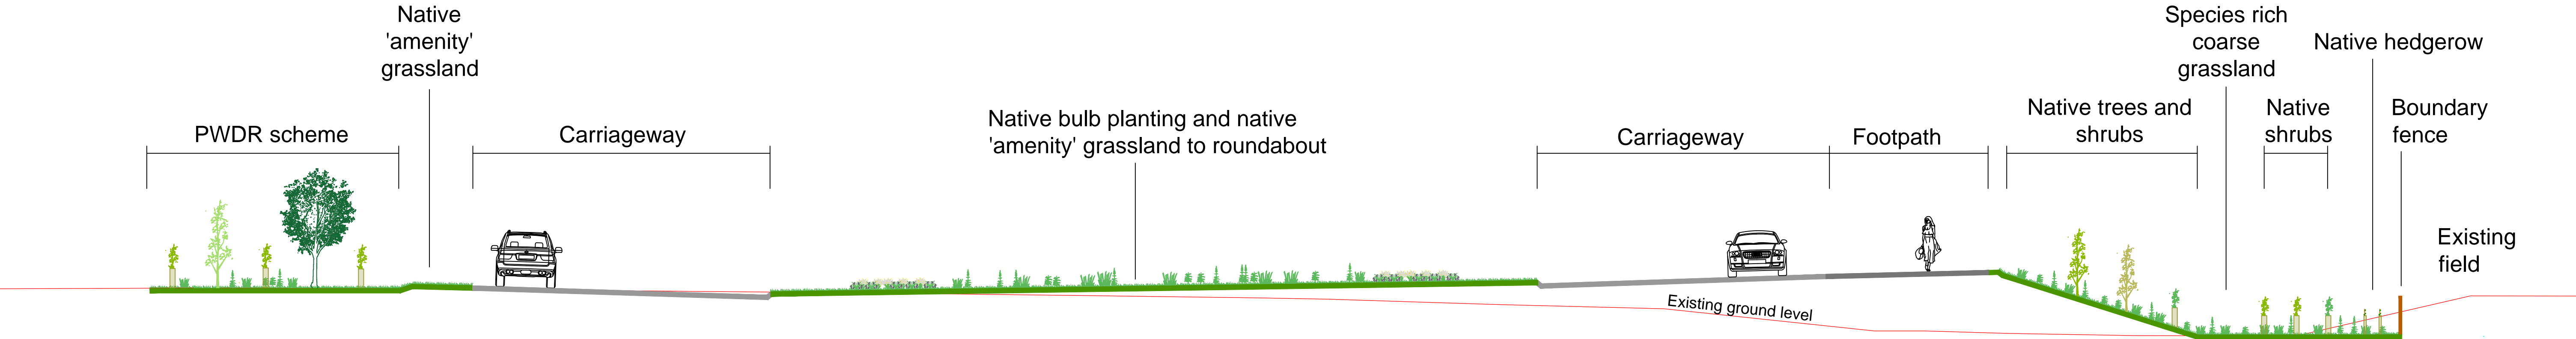 Native
'amenity'
grassland
PWDR scheme
Carriageway
Native bulb planting and native
'amenity' grassland to roundabout
Carriageway
Footpath
Native trees and
shrubs
Species rich
coarse
grassland
Native
shrubs
Native hedgerow
Boundary
fence
Existing
field
Existing ground level